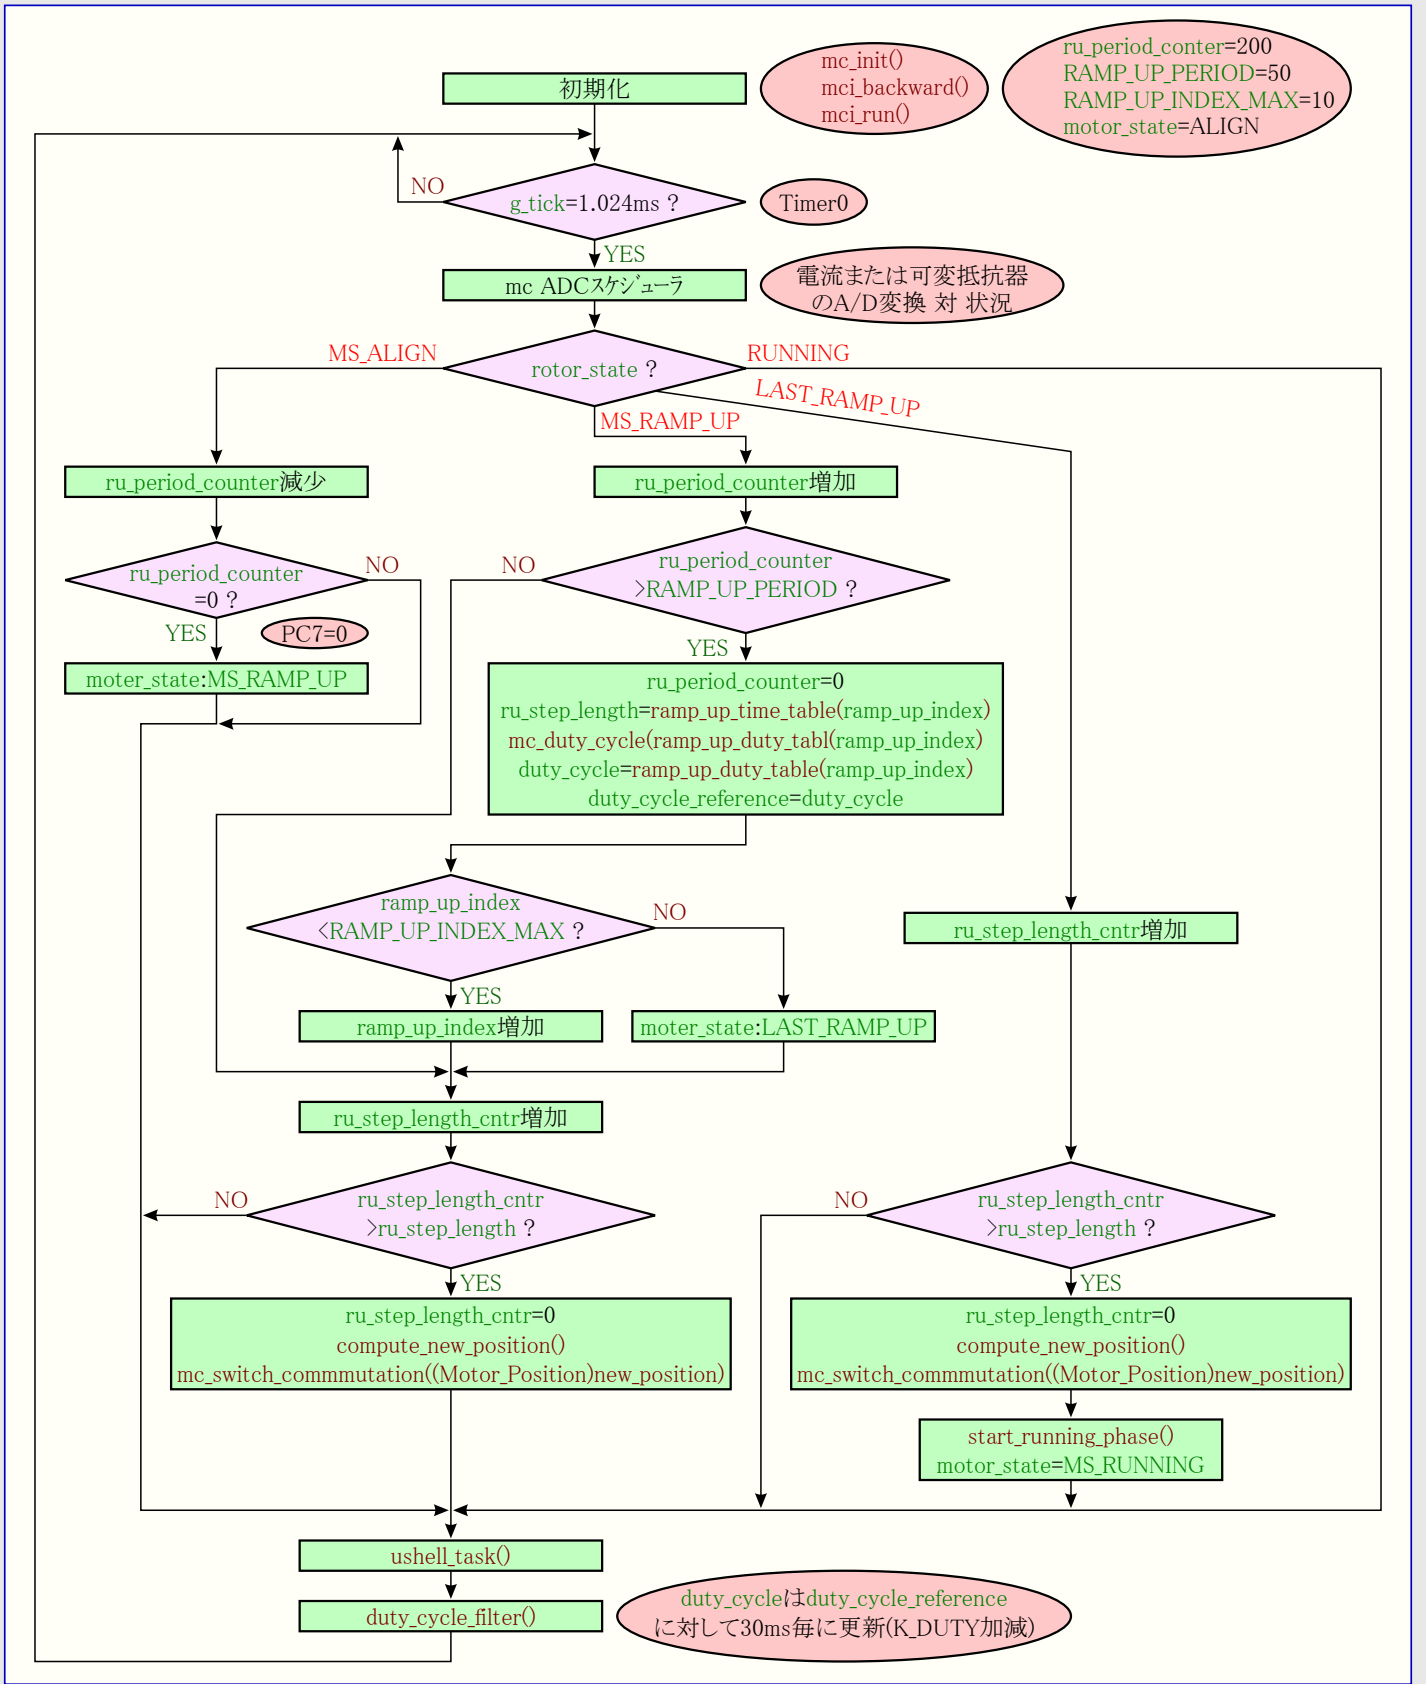 初期化
mc_init()
mci_backward()
mci_run()
ru_period_conter=200
RAMP_UP_PERIOD=50
RAMP_UP_INDEX_MAX=10
motor_state=ALIGN
NO
g_tick=1.024ms ?
Timer0
YES
mc ADCスケジューラ
電流または可変抵抗器
のA/D変換 対 状況
MS_ALIGN
rotor_state ?
RUNNING
LAST_RAMP_UP
MS_RAMP_UP
ru_period_counter減少
ru_period_counter増加
ru_period_counter
=0 ?
NO
YES
PC7=0
moter_state:MS_RAMP_UP
NO
ru_period_counter
>RAMP_UP_PERIOD ?
YES
ru_period_counter=0
ru_step_length=ramp_up_time_table(ramp_up_index)
mc_duty_cycle(ramp_up_duty_tabl(ramp_up_index)
duty_cycle=ramp_up_duty_table(ramp_up_index)
duty_cycle_reference=duty_cycle
ramp_up_index
<RAMP_UP_INDEX_MAX ?
NO
YES
ramp_up_index増加
moter_state:LAST_RAMP_UP
ru_step_length_cntr増加
ru_step_length_cntr増加
NO
ru_step_length_cntr
>ru_step_length ?
YES
NO
ru_step_length_cntr
>ru_step_length ?
YES
ru_step_length_cntr=0
compute_new_position()
mc_switch_commmutation((Motor_Position)new_position)
ru_step_length_cntr=0
compute_new_position()
mc_switch_commmutation((Motor_Position)new_position)
start_running_phase()
motor_state=MS_RUNNING
ushell_task()
duty_cycle_filter()
duty_cycleはduty_cycle_reference
に対して30ms毎に更新(K_DUTY加減)